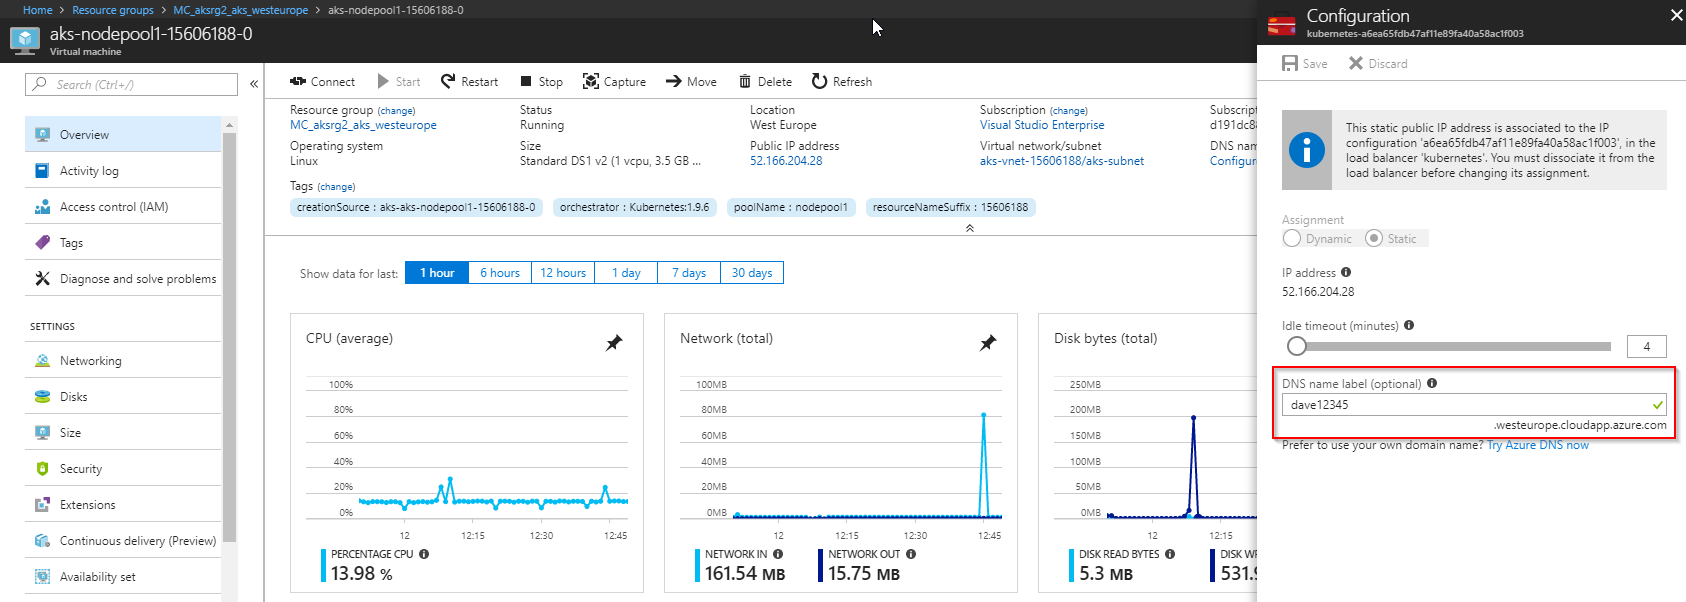 Home > Resource groups > MC_aksrg2_aks_westeurope > aks-nodepool1-15606188-0
aks-nodepool1-15606188-0
Virtual machine
Search (Ctrl+/)
Overview
Activity log
Access control (IAM)
Tags
Diagnose and solve problems
SETTINGS
Networking
Disks
Size
Security
Extensions
Continuous delivery (Preview)
Availability set
Connect Start Restart Stop Capture Move Delete Refresh
Resource group (change)
MC_aksrg2_aks_westeurope
Operating system
Linux
Status
Running
Size
Standard DS1 v2 (1 vcpu, 3.5 GB ...
Location
West Europe
Public IP address
52.166.204.28
Subscription (change)
Visual Studio Enterprise
Virtual network/subnet
aks-vnet-15606188/aks-subnet
Subscript
d191dc8
DNS nam
Configur
Tags (change)
creationSource : aks-aks-nodepool1-15606188-0 orchestrator : Kubernetes:1.9.6 poolName : nodepool1 resourceNameSuffix : 15606188
Show data for last: 1 hour 6 hours 12 hours 1 day 7 days 30 days
CPU (average)
100%
80%
60%
40%
20%
0%
12 12:15 12:30 12:45
PERCENTAGE CPU
13.98 %
Network (total)
100MB
80MB
60MB
40MB
20MB
0MB
12 12:15 12:30 12:45
NETWORK IN
161.54 MB
NETWORK OUT
15.75 MB
Disk bytes (total)
250MB
200MB
150MB
100MB
50MB
0MB
12 12:15
DISK READ BYTES
5.3 MB
DISK WR
531.9
Configuration
kubernetes-a6ea65fdb47af11e89fa40a58ac1f003
Save Discard
This static public IP address is associated to the IP
configuration 'a6ea65fdb47af11e89fa40a58ac1f003', in the
load balancer 'kubernetes'. You must dissociate it from the
load balancer before changing its assignment.
Assignment
Dynamic Static
IP address
52.166.204.28
Idle timeout (minutes)
4
DNS name label (optional)
dave12345
.westeurope.cloudapp.azure.com
Prefer to use your own domain name? Try Azure DNS now